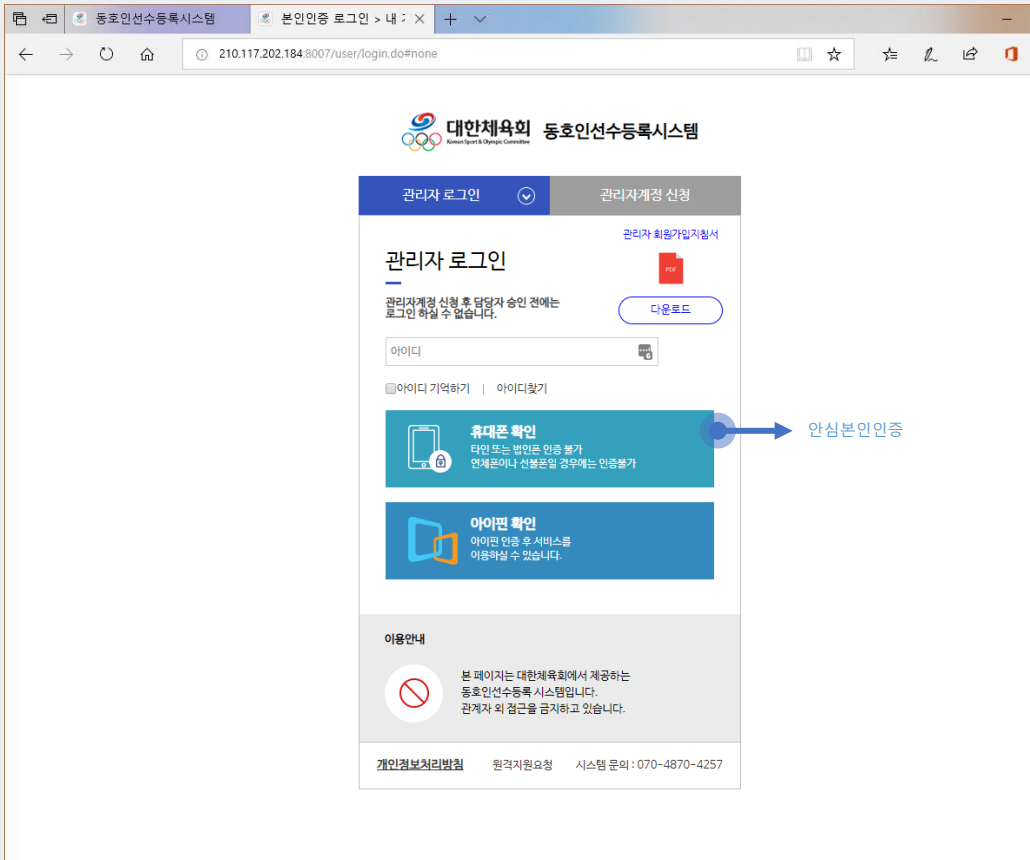 동호인선수등록시스템
본인인증 로그인 > 내
210.117.202.184:8007/user/login.do#none
대한체육회 동호인선수등록시스템
Korean Sport & Olympic Committee
관리자 로그인
관리자계정 신청
관리자 회원가입지침서
관리자 로그인
PDF
관리자계정 신청 후 담당자 승인 전에는
로그인 하실 수 없습니다.
다운로드
아이디
6
아이디 기억하기 | 아이디찾기
휴대폰 확인
타인 또는 법인폰 인증 불가
연체폰이나 선불폰일 경우에는 인증불가
안심본인인증
아이핀 확인
아이핀 인증 후 서비스를
이용하실 수 있습니다.
이용안내
본 페이지는 대한체육회에서 제공하는
동호인선수등록 시스템입니다.
관계자 외 접근을 금지하고 있습니다.
개인정보처리방침 원격지원요청 시스템 문의 : 070-4870-4257